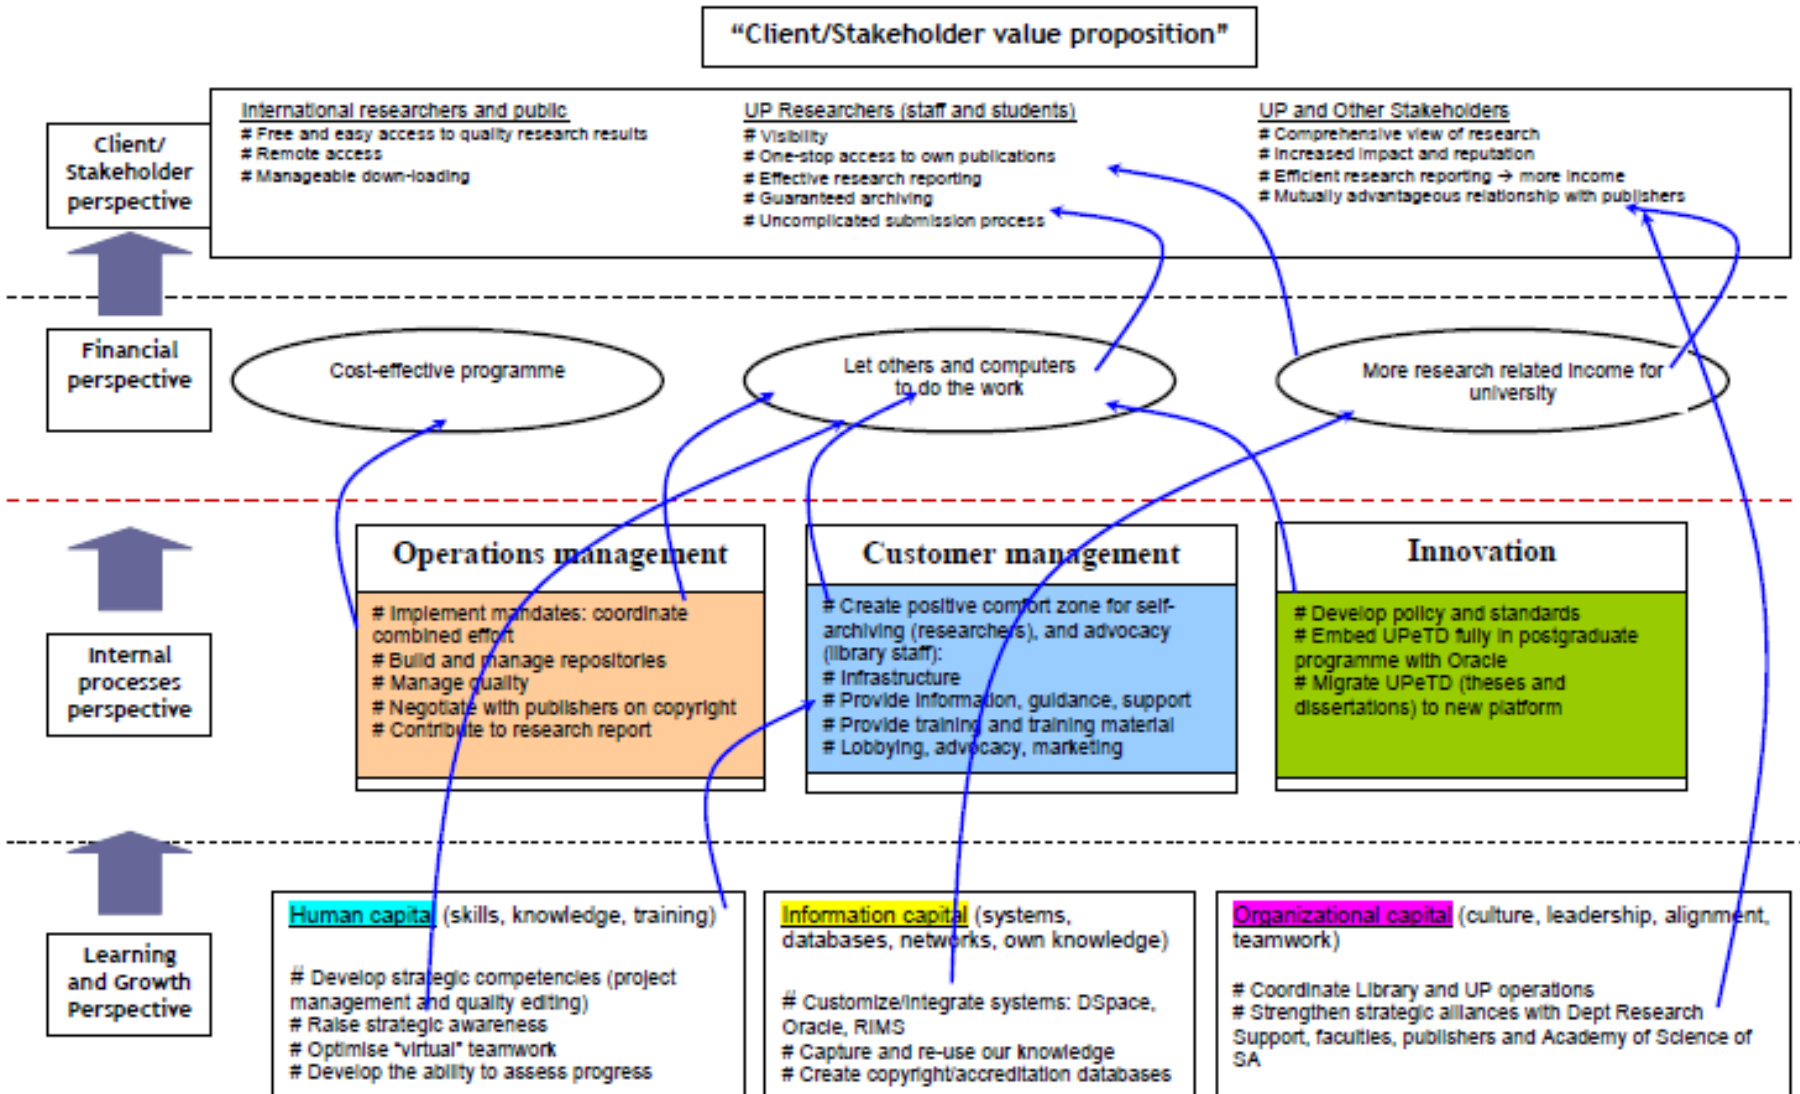 “Client/Stakeholder value proposition”
Client/
Stakeholder
perspective
International researchers and public
# Free and easy access to quality research results
# Remote access
# Manageable down-loading
UP Researchers (staff and students)
# Visibility
# One-stop access to own publications
# Effective research reporting
# Guaranteed archiving
# Uncomplicated submission process
UP and Other Stakeholders
# Comprehensive view of research
# Increased impact and reputation
# Efficient research reporting → more income
# Mutually advantageous relationship with publishers
Financial
perspective
Cost-effective programme
Let others and computers
to do the work
More research related income for
university
Internal
processes
perspective
Operations management
# Implement mandates: coordinate
combined effort
# Build and manage repositories
# Manage quality
# Negotiate with publishers on copyright
# Contribute to research report
Customer management
# Create positive comfort zone for self-
archiving (researchers), and advocacy
(library staff):
# Infrastructure
# Provide information, guidance, support
# Provide training and training material
# Lobbying, advocacy, marketing
Innovation
# Develop policy and standards
# Embed UPeTD fully in postgraduate
programme with Oracle
# Migrate UPeTD (theses and
dissertations) to new platform
Learning
and Growth
Perspective
Human capital (skills, knowledge, training)
# Develop strategic competencies (project
management and quality editing)
# Raise strategic awareness
# Optimise “virtual” teamwork
# Develop the ability to assess progress
Information capital (systems,
databases, networks, own knowledge)
# Customize/integrate systems: DSpace,
Oracle, RIMS
# Capture and re-use our knowledge
# Create copyright/accreditation databases
Organizational capital (culture, leadership, alignment,
teamwork)
# Coordinate Library and UP operations
# Strengthen strategic alliances with Dept Research
Support, faculties, publishers and Academy of Science of
SA